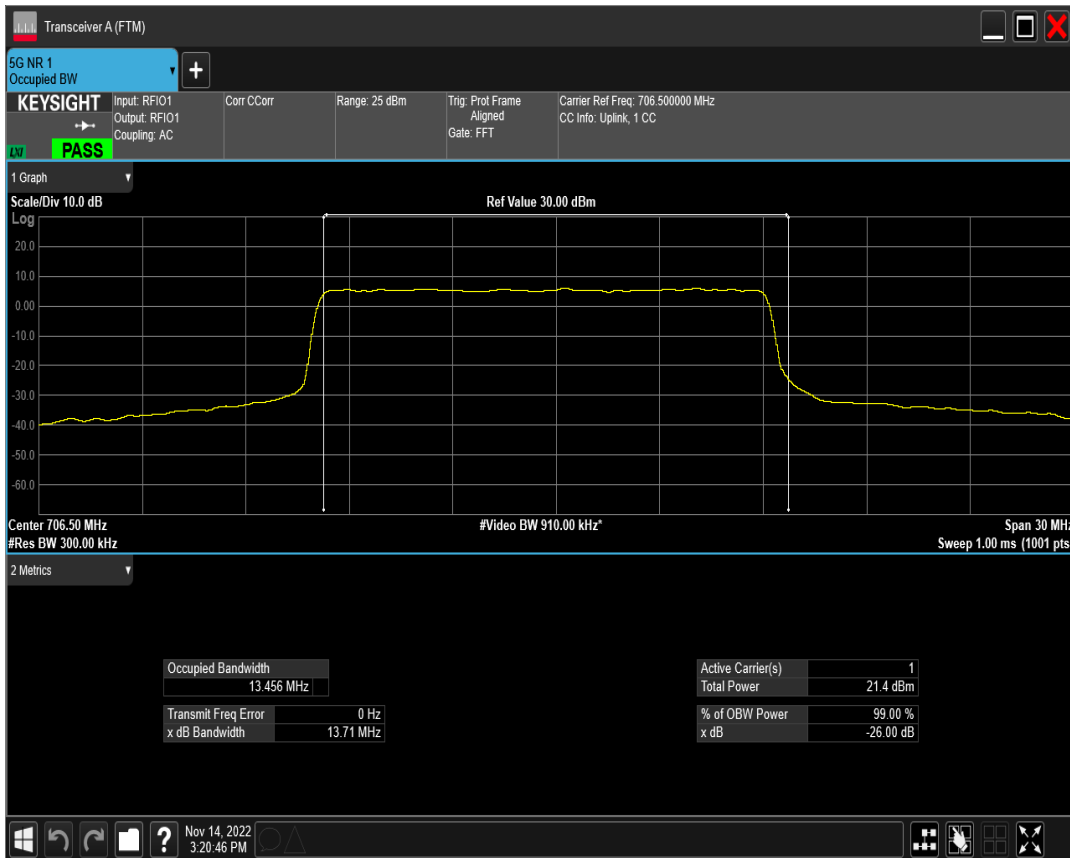 Transceiver A (FTM)
5G NR 1
Occupied BW
+
KEYSIGHT
LXI
PASS
Input: RFIO1
Output: RFIO1
Coupling: AC
Corr CCorr
Range: 25 dBm
Trig: Prot Frame
Aligned
Gate: FFT
Carrier Ref Freq: 706.500000 MHz
CC Info: Uplink, 1 CC
1 Graph
Scale/Div 10.0 dB
Ref Value 30.00 dBm
Log
20.0
10.0
0.00
-10.0
-20.0
-30.0
-40.0
-50.0
-60.0
Center 706.50 MHz
#Video BW 910.00 kHz*
Span 30 MHz
#Res BW 300.00 kHz
Sweep 1.00 ms (1001 pts
2 Metrics
Occupied Bandwidth
13.456 MHz
Transmit Freq Error 0 Hz
x dB Bandwidth 13.71 MHz
Active Carrier(s) 1
Total Power 21.4 dBm
% of OBW Power 99.00 %
x dB -26.00 dB
?
Nov 14, 2022
3:20:46 PM